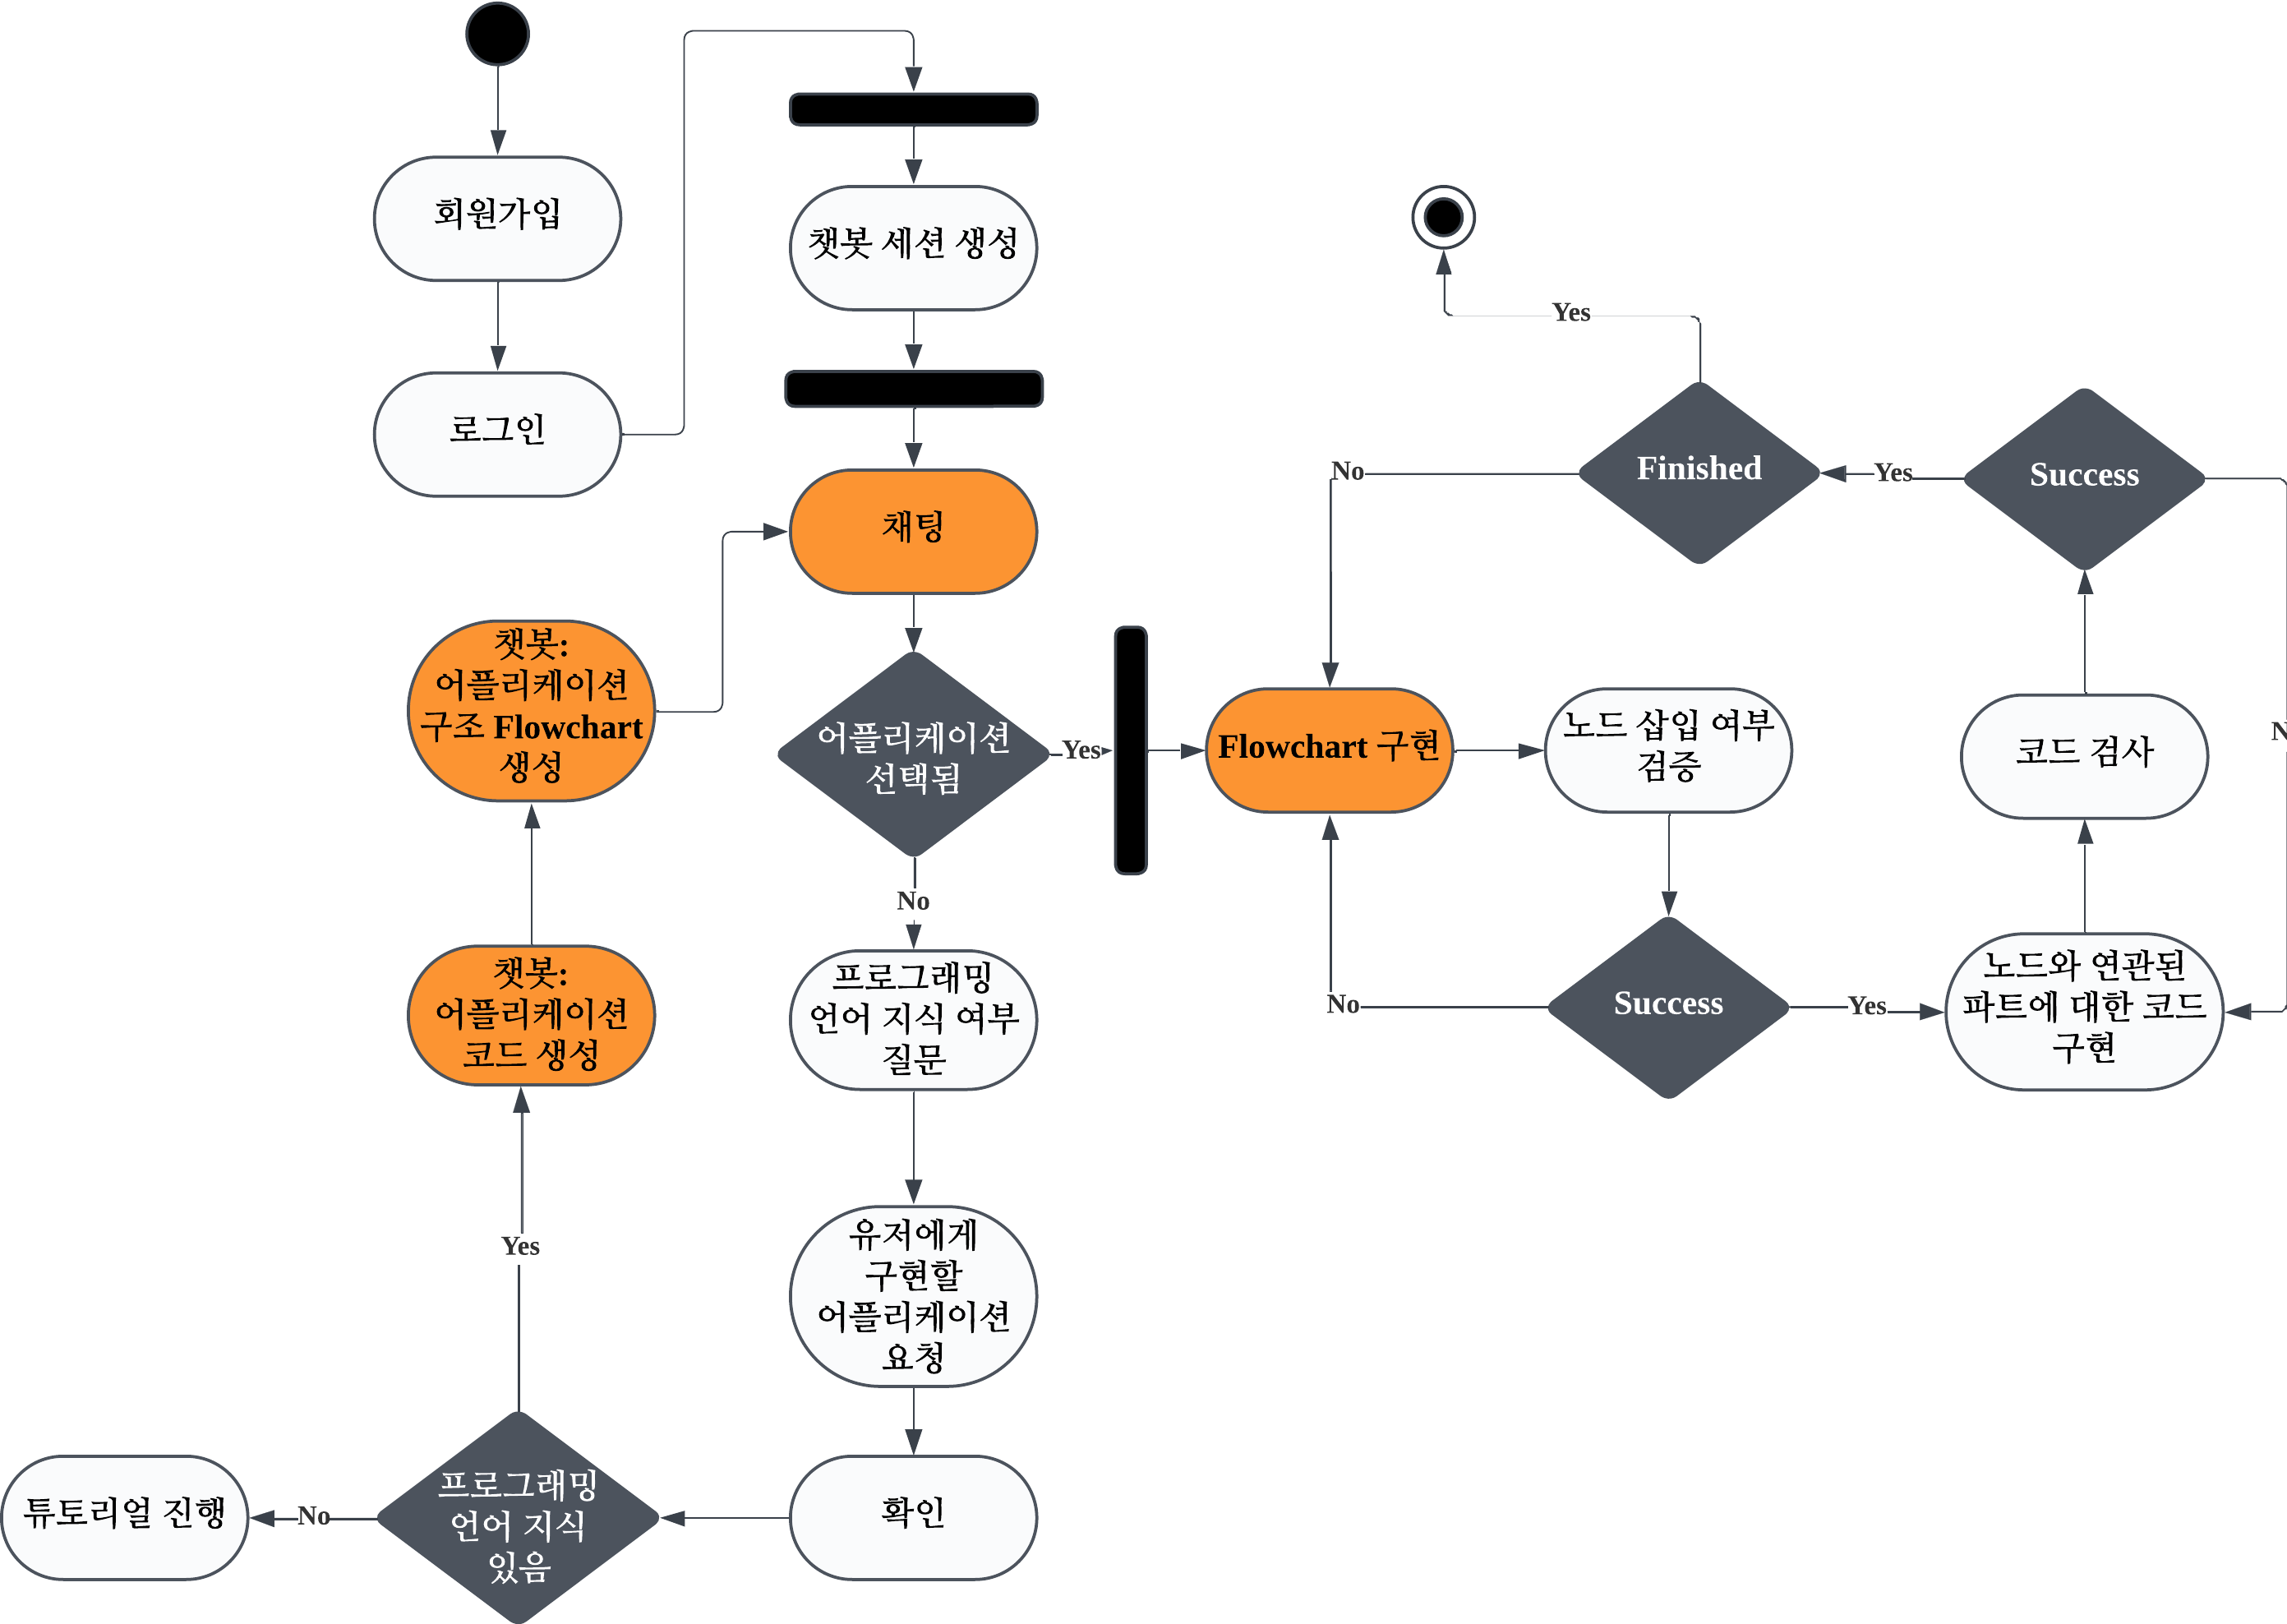 회원가입
로그인
챗봇 세션 생성
채팅
어플리케이션
선택됨
Yes
No
프로그래밍
언어 지식 여부
질문
유저에게
구현할
어플리케이션
요청
확인
프로그래밍
언어 지식
있음
No
튜토리얼 진행
Yes
챗봇:
어플리케이션
코드 생성
챗봇:
어플리케이션
구조 Flowchart
생성
Flowchart 구현
노드 삽입 여부
검증
Success
No
Yes
노드와 연관된
파트에 대한 코드
구현
코드 검사
Success
Yes
Finished
No
Yes